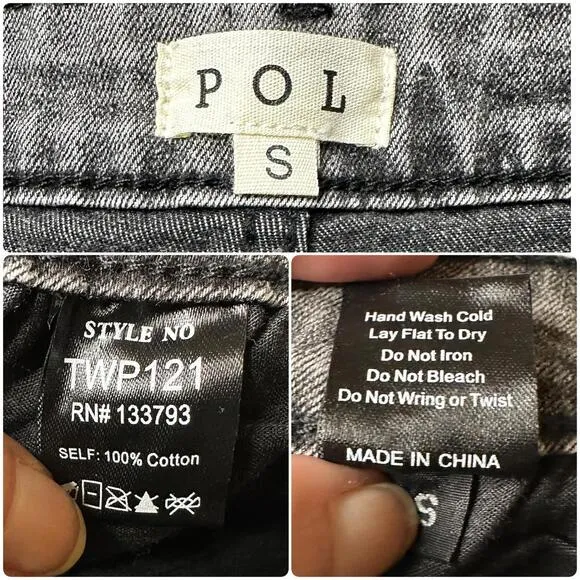 POL
S
STYLE NO
TWP121
RN# 133793
SELF: 100% Cotton
Hand Wash Cold
Lay Flat To Dry
Do Not Iron
Do Not Bleach
Do Not Wring or Twist
MADE IN CHINA
S